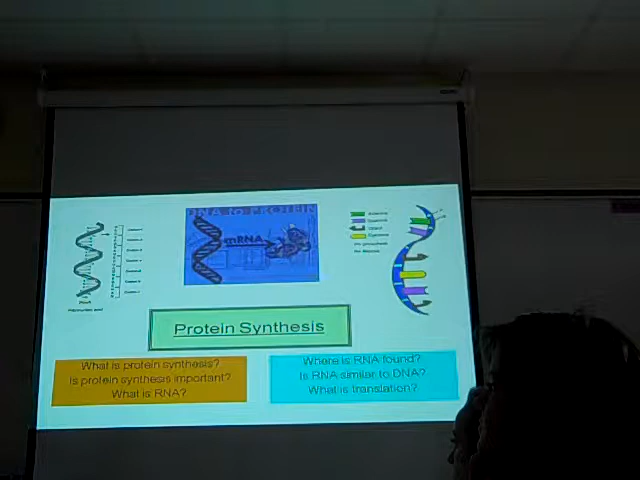 DNA to PROTEIN
mRNA
Protein Synthesis
What is protein synthesis?
Is protein synthesis important?
What is RNA?
Where is RNA found?
Is RNA similar to DNA?
What is translation?